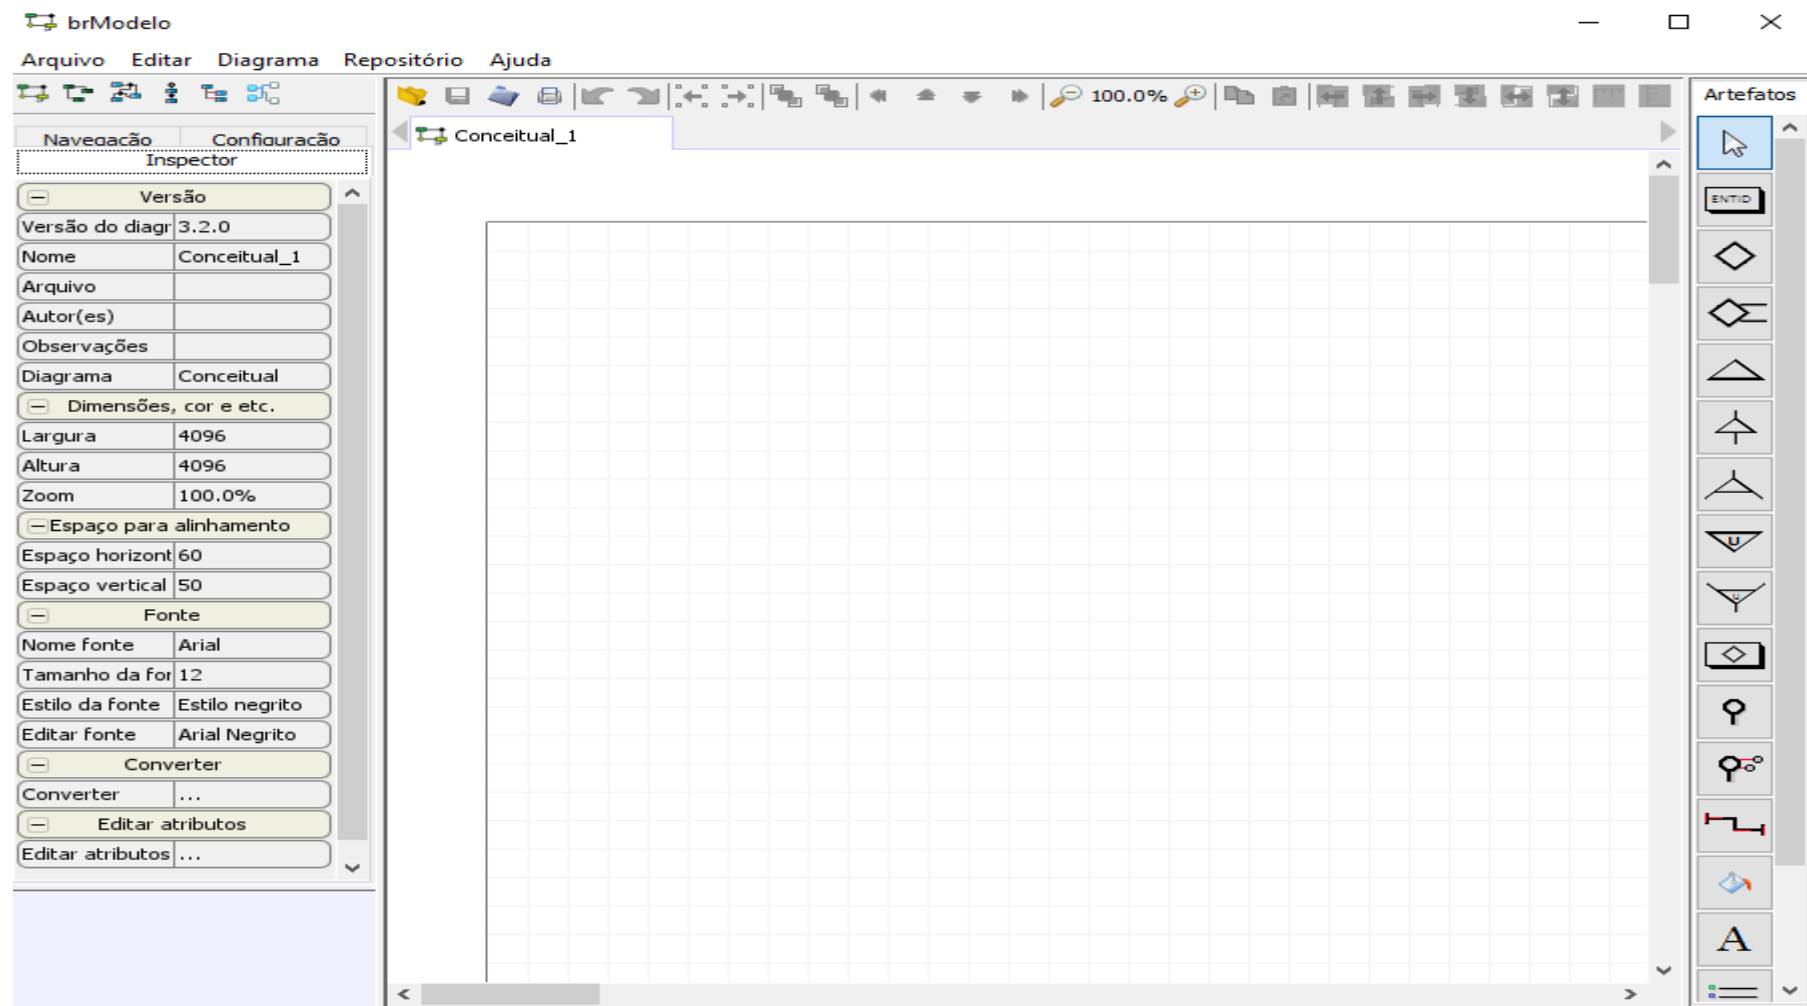 brModelo
Arquivo Editar Diagrama Repositório Ajuda
100.0%
Artefatos
Navegação Configuração
Inspector
Conceitual_1
Versão
Versão do diagr 3.2.0
Nome Conceitual_1
Arquivo
Autor(es)
Observações
Diagrama Conceitual
Dimensões, cor e etc.
Largura 4096
Altura 4096
Zoom 100.0%
Espaço para alinhamento
Espaço horizont 60
Espaço vertical 50
Fonte
Nome fonte Arial
Tamanho da for 12
Estilo da fonte Estilo negrito
Editar fonte Arial Negrito
Converter
Converter ...
Editar atributos
Editar atributos ...
ENTID
U
U
A